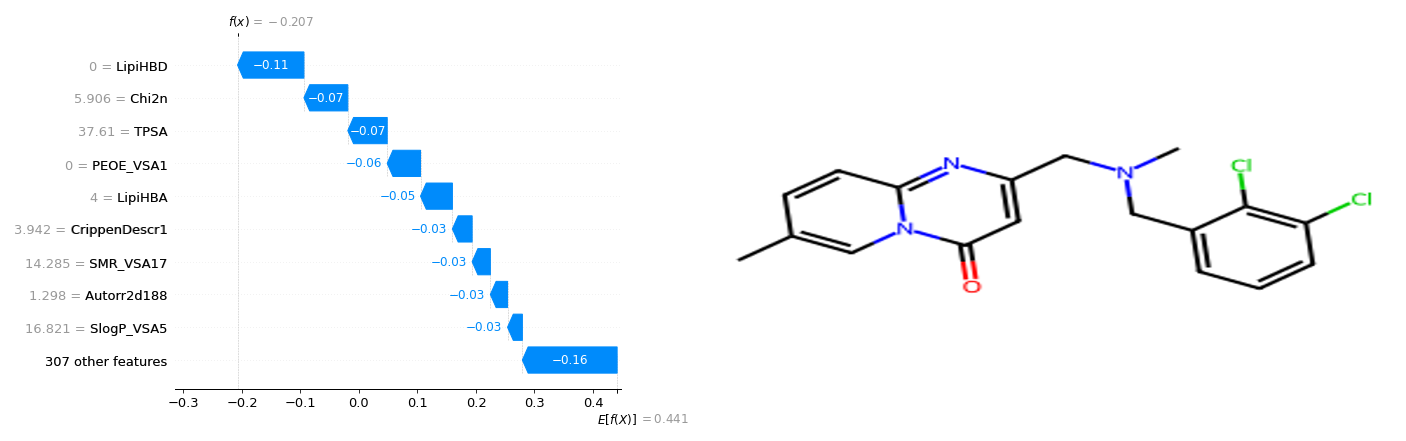 f(x) = −0.207
0 = LipiHBD
−0.11
5.906 = Chi2n
−0.07
37.61 = TPSA
−0.07
0 = PEOE_VSA1
−0.06
4 = LipiHBA
−0.05
3.942 = CrippenDescr1
−0.03
14.285 = SMR_VSA17
−0.03
1.298 = Autorr2d188
−0.03
16.821 = SlogP_VSA5
−0.03
307 other features
−0.16
−0.3 −0.2 −0.1 0.0 0.1 0.2 0.3 0.4
E[f(X)] = 0.441
N
N
O
N
Cl
Cl